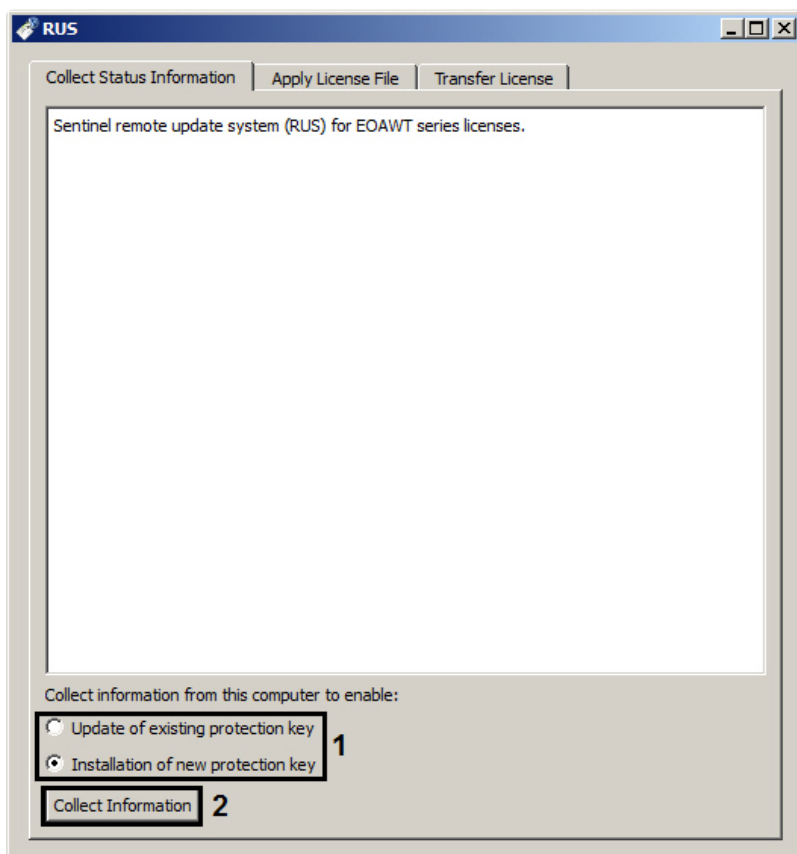 RUS
Collect Status Information Apply License File Transfer License
Sentinel remote update system (RUS) for EOAWT series licenses.
Collect information from this computer to enable:
Update of existing protection key
1
Installation of new protection key
Collect Information 2